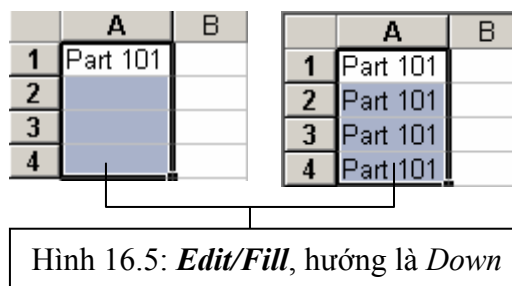 A B
1 Part 101
2
3
4
A B
1 Part 101
2 Part 101
3 Part 101
4 Part 101
Hình 16.5: Edit/Fill, hướng là Down